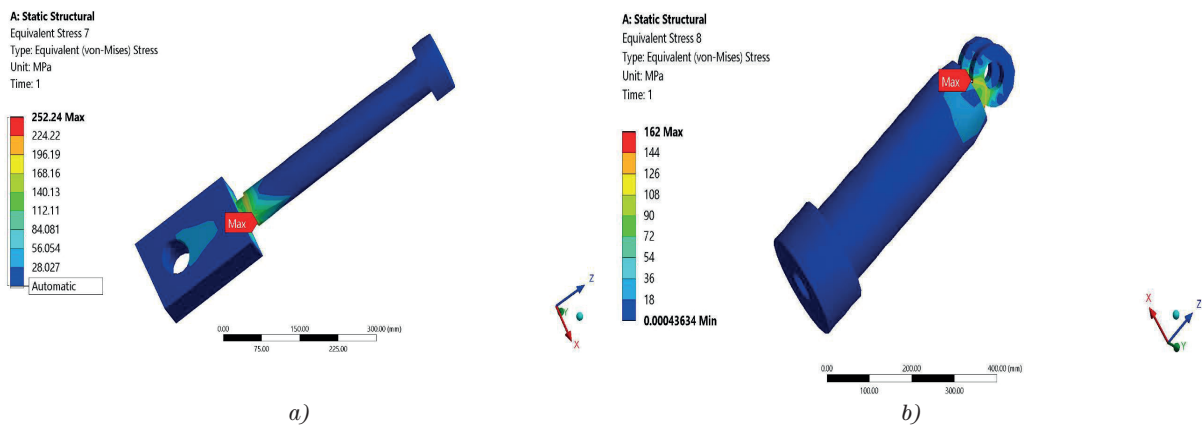 A: Static Structural
Equivalent Stress 7
Type: Equivalent (von-Mises) Stress
Unit: MPa
Time: 1
252.24 Max
224.22
196.19
168.16
140.13
112.11
84.081
56.054
28.027
Automatic
Max
0.00 150.00 300.00 (mm)
75.00 225.00
Z
Y
X
a)
A: Static Structural
Equivalent Stress 8
Type: Equivalent (von-Mises) Stress
Unit: MPa
Time: 1
162 Max
144
126
108
90
72
54
36
18
0.00043634 Min
Max
0.00 200.00 400.00 (mm)
100.00 300.00
X
Z
Y
b)